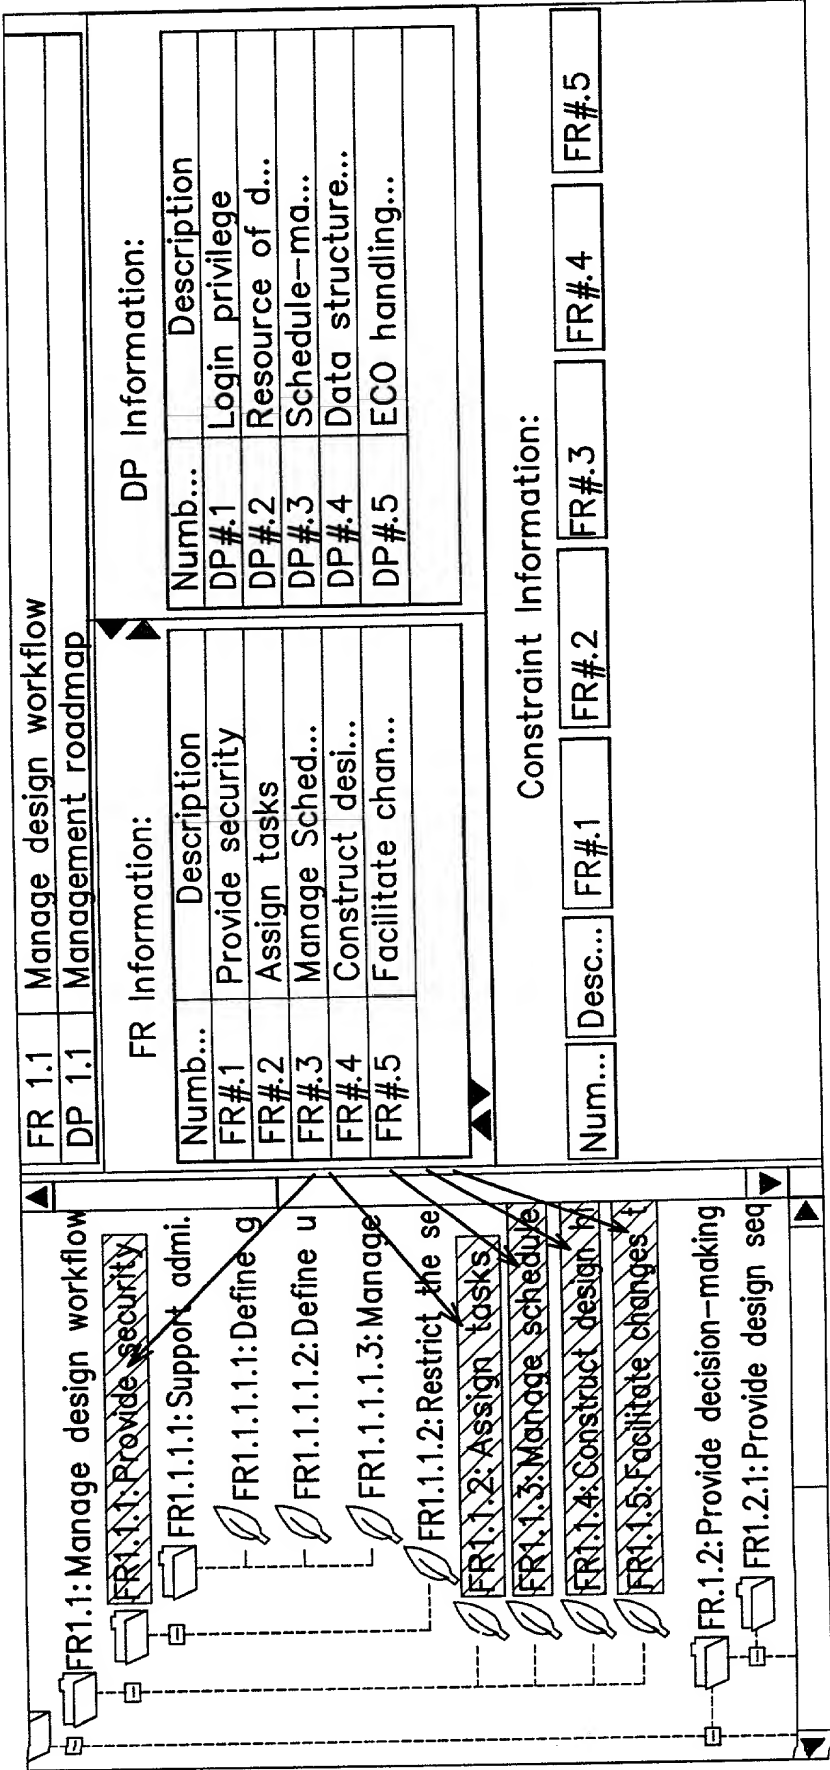 FR1.1:Manage design workflow
FR1.1.1:Provide security
FR1.1.1.1:Support admi.
FR1.1.1.1.1:Define g
FR1.1.1.1.2:Define u
FR1.1.1.1.3:Manage
FR1.1.1.2:Restrict the se
FR1.1.2: Assign tasks
FR1.1.3:Manage schedule
FR1.1.4:Construct design hi
FR1.1.5:Facilitate changes t
FR.1.2:Provide decision-making
FR1.2.1:Provide design seq
FR 1.1 Manage design workflow
DP 1.1 Management roadmap
FR Information:
Numb... Description
FR#.1 Provide security
FR#.2 Assign tasks
FR#.3 Manage Sched...
FR#.4 Construct desi...
FR#.5 Facilitate chan...
DP Information:
Numb... Description
DP#.1 Login privilege
DP#.2 Resource of d...
DP#.3 Schedule-ma...
DP#.4 Data structure...
DP#.5 ECO handling...
Constraint Information:
Num... Desc... FR#.1 FR#.2 FR#.3 FR#.4 FR#.5